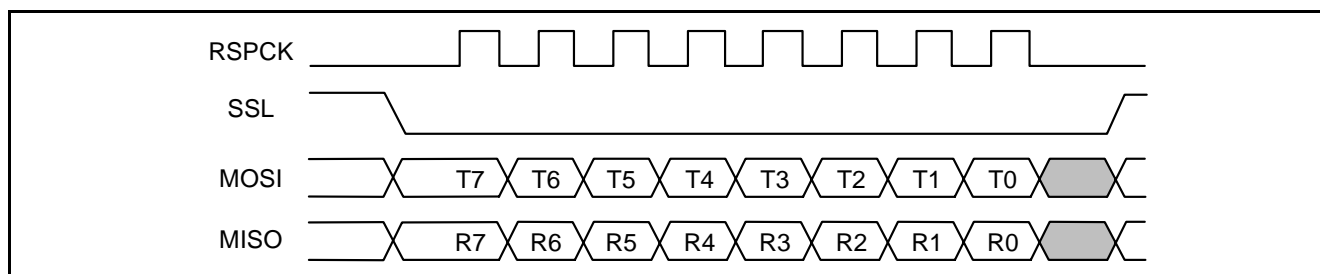 RSPCK
SSL
MOSI T7 T6 T5 T4 T3 T2 T1 T0
MISO R7 R6 R5 R4 R3 R2 R1 R0